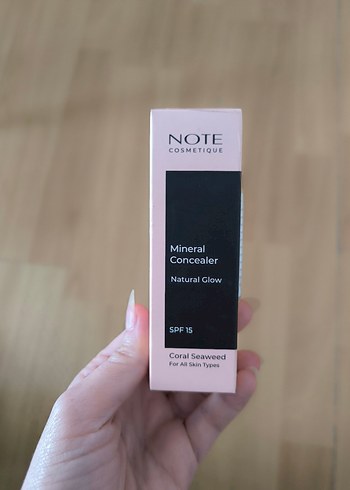 NOTE
COSMETIQUE
Mineral
Concealer
Natural Glow
SPF 15
Coral Seaweed
For All Skin Types